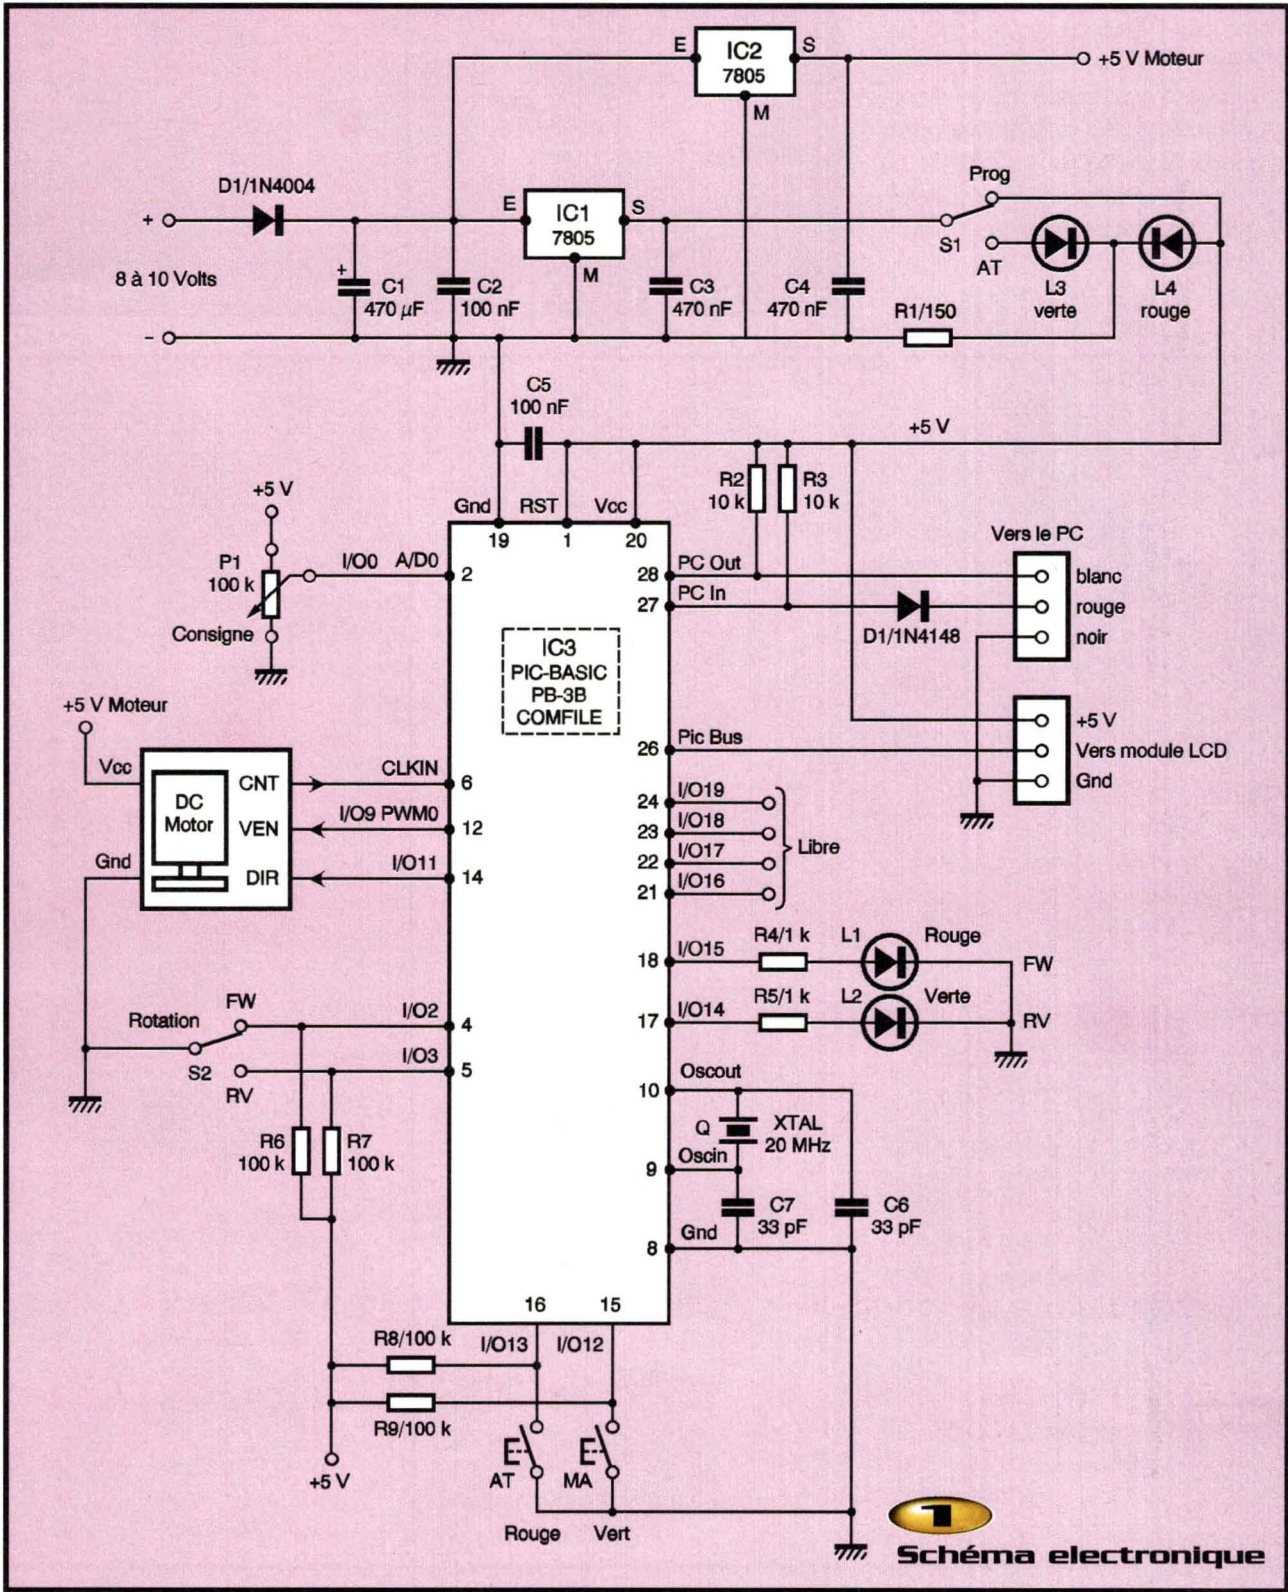 IC2
7805
E
S
M
+5 V Moteur
D1/1N4004
+
8 à 10 Volts
–
E
IC1
7805
S
M
Prog
S1
AT
L3
verte
L4
rouge
+
C1
470 µF
C2
100 nF
C3
470 nF
C4
470 nF
R1/150
C5
100 nF
+5 V
R2
10 k
R3
10 k
Gnd
RST
Vcc
19
1
20
+5 V
P1
100 k
Consigne
I/O0
A/D0
2
28
PC Out
27
PC In
D1/1N4148
Vers le PC
blanc
rouge
noir
IC3
PIC-BASIC
PB-3B
COMFILE
+5 V
Vers module LCD
Gnd
26
Pic Bus
+5 V Moteur
Vcc
Gnd
DC
Motor
CNT
VEN
DIR
CLKIN
6
I/O9 PWM0
12
I/O11
14
24
I/O19
23
I/O18
22
I/O17
21
I/O16
Libre
18
I/O15
R4/1 k
L1
Rouge
FW
17
I/O14
R5/1 k
L2
Verte
RV
Rotation
FW
S2
RV
I/O2
4
I/O3
5
R6
100 k
R7
100 k
10
Oscout
Q
XTAL
20 MHz
9
Oscin
C7
33 pF
C6
33 pF
8
Gnd
16
15
I/O13
I/O12
R8/100 k
R9/100 k
+5 V
AT
MA
Rouge
Vert
1
Schéma electronique